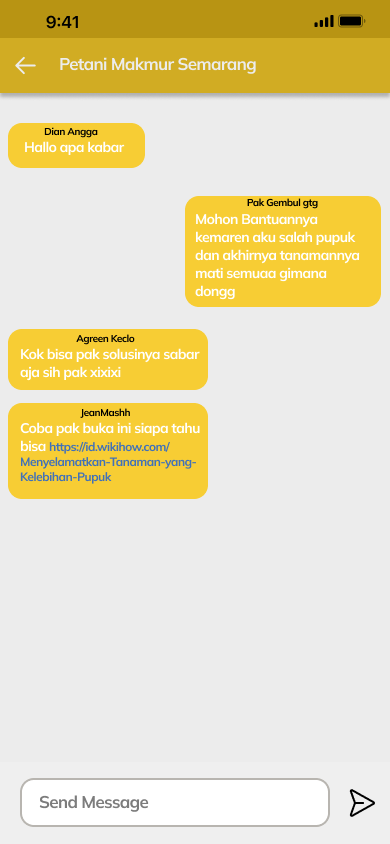 9:41
Petani Makmur Semarang
Dian Angga
Hallo apa kabar
Pak Gembul gtg
Mohon Bantuannya
kemaren aku salah pupuk
dan akhirnya tanamannya
mati semuaa gimana
dongg
Agreen Keclo
Kok bisa pak solusinya sabar
aja sih pak xixixi
JeanMashh
Coba pak buka ini siapa tahu
bisa https://id.wikihow.com/
Menyelamatkan-Tanaman-yang-
Kelebihan-Pupuk
Send Message